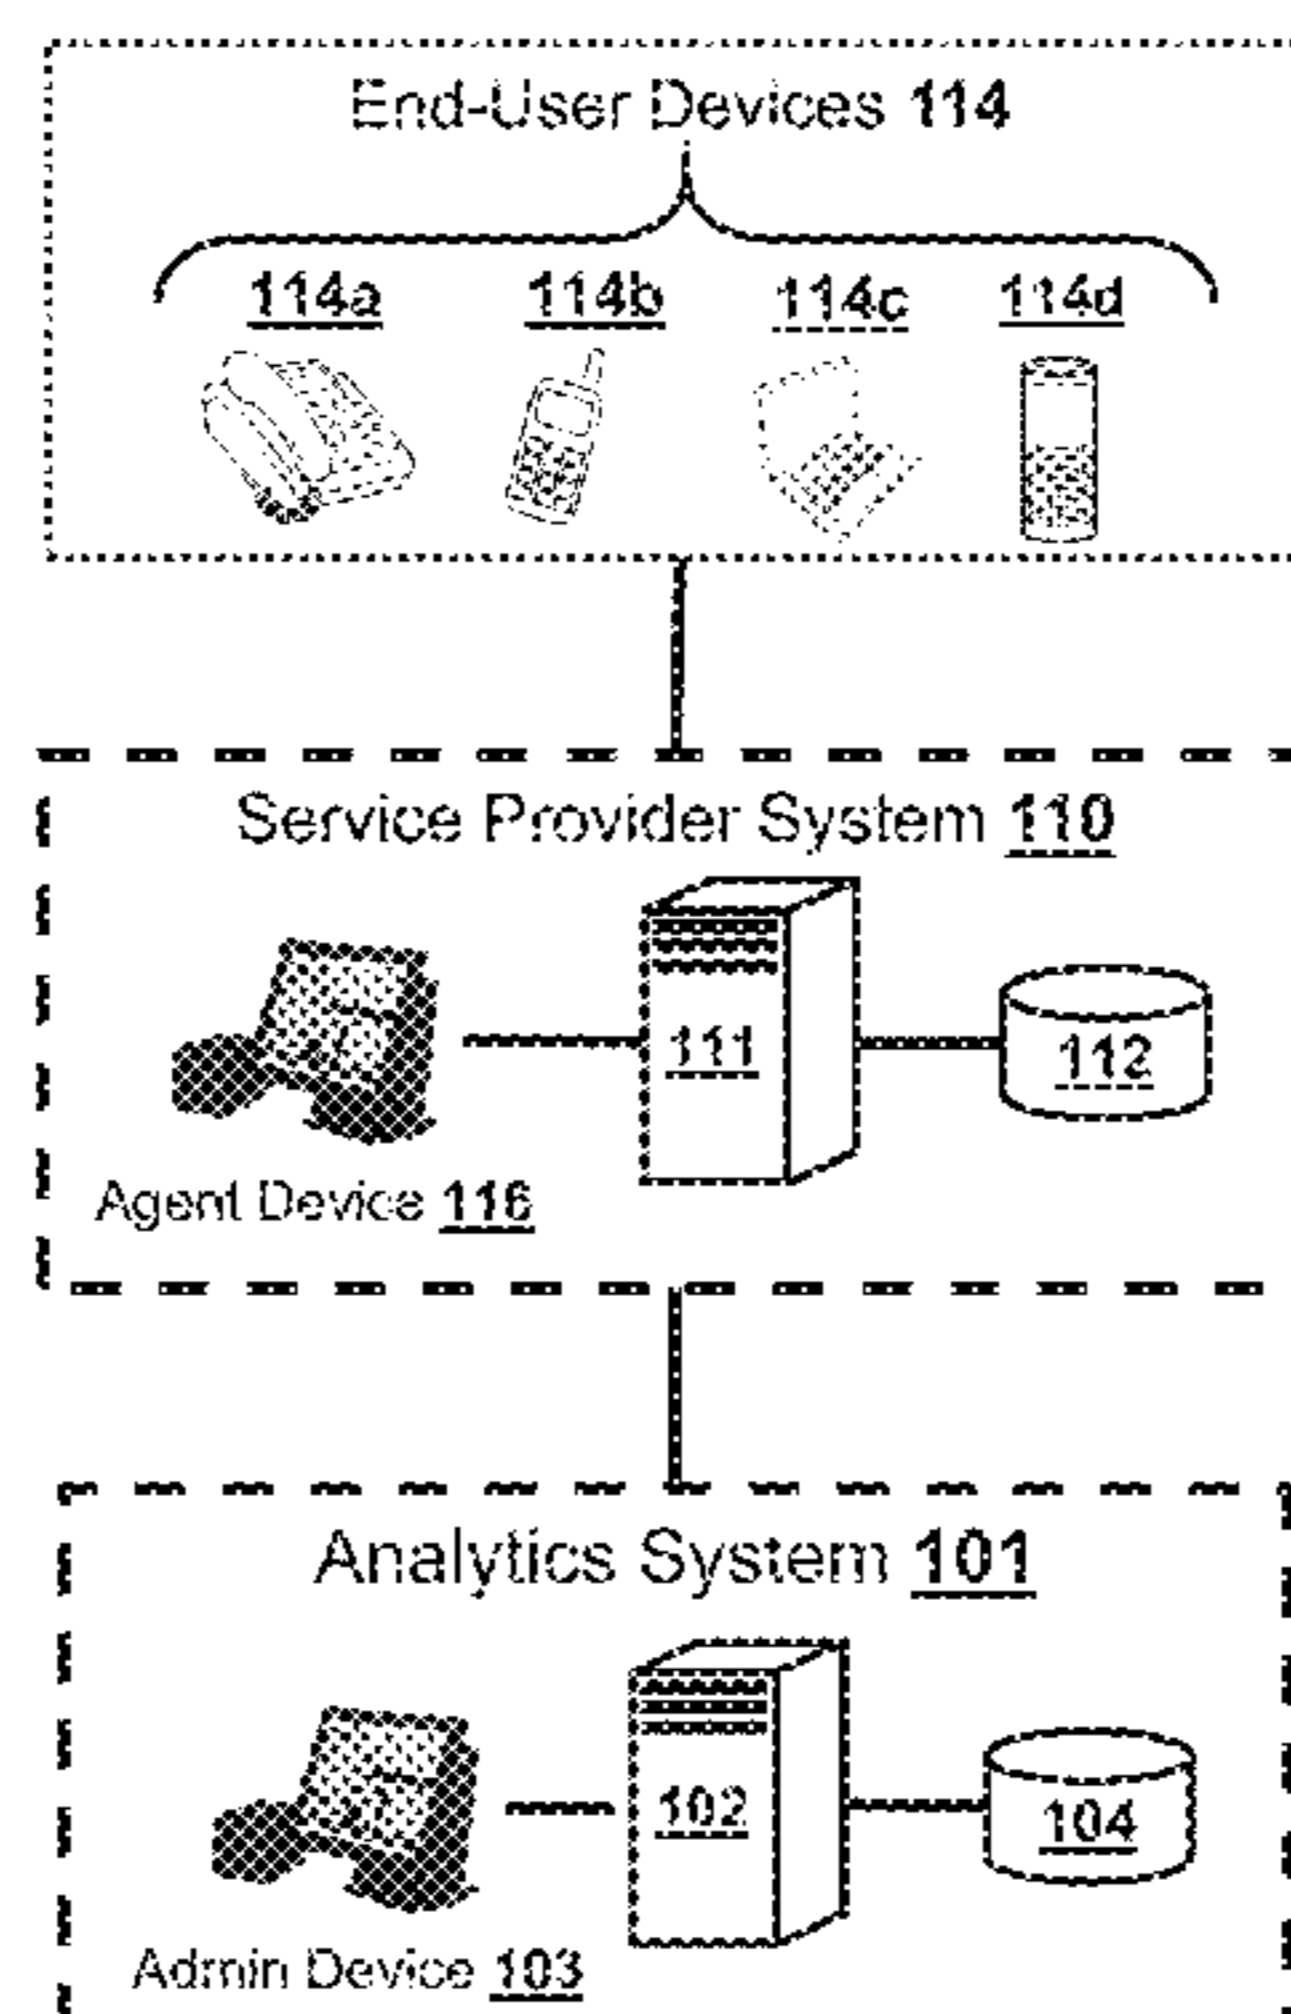 End-User Devices 114
114a 114b 114c 114d
Service Provider System 110
111
112
Agent Device 116
Analytics System 101
102
104
Admin Device 103